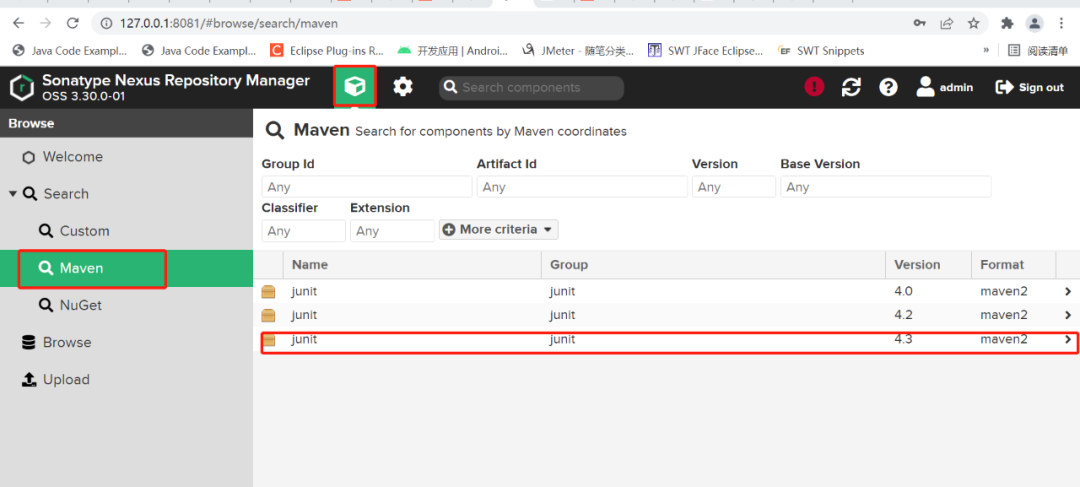 127.0.0.1:8081/#browse/search/maven
Java Code Exampl... Java Code Exampl... Eclipse Plug-ins R... 开发应用 | Androi... JMeter - 随笔分类... SWT JFace Eclipse... EF SWT Snippets » 阅读清单
Sonatype Nexus Repository Manager
OSS 3.30.0-01
Search components
admin Sign out
Browse
Welcome
Search
Custom
Maven
NuGet
Browse
Upload
Maven Search for components by Maven coordinates
Group Id Artifact Id Version Base Version
Any Any Any Any
Classifier Extension
Any Any More criteria
Name Group Version Format
junit junit 4.0 maven2
junit junit 4.2 maven2
junit junit 4.3 maven2